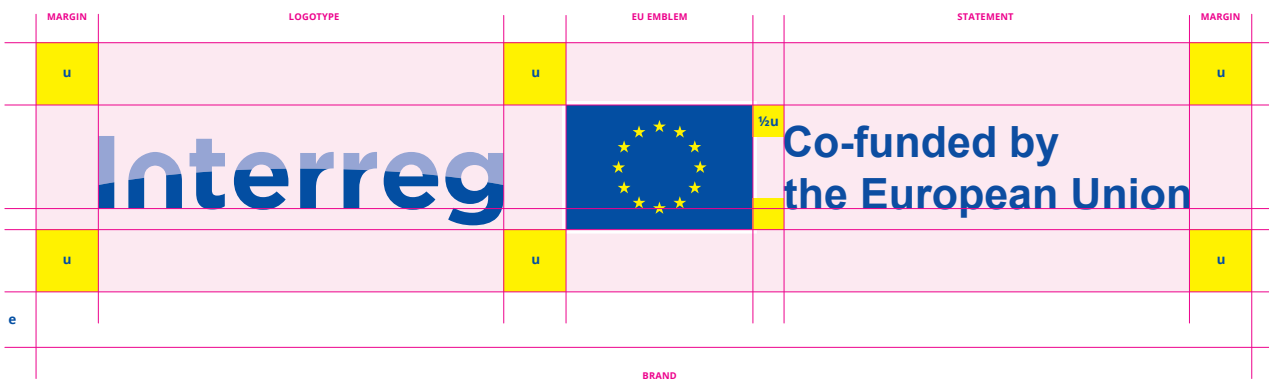 MARGIN LOGOTYPE EU EMBLEM STATEMENT MARGIN
u u u
½u
Interreg
Co-funded by
the European Union
u u u
e
BRAND